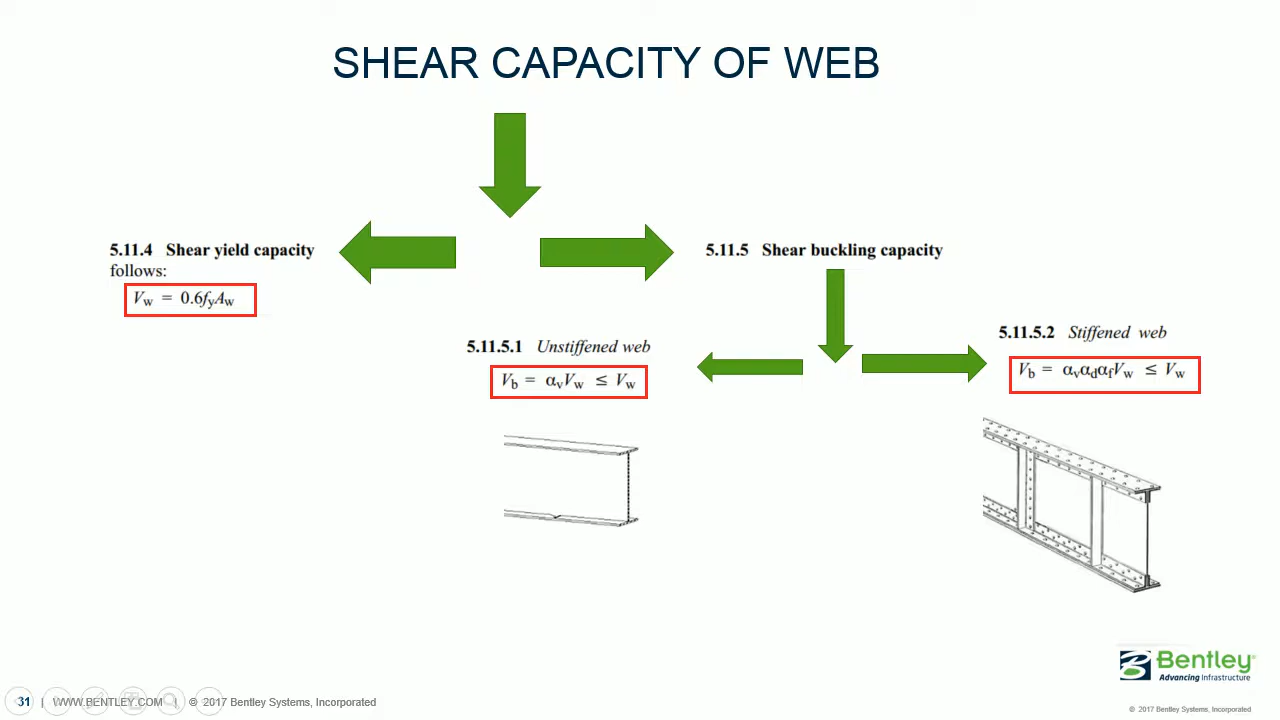 SHEAR CAPACITY OF WEB
5.11.4 Shear yield capacity
follows:
Vw = 0.6fyAw
5.11.5 Shear buckling capacity
5.11.5.1 Unstiffened web
Vb = αvVw ≤ Vw
5.11.5.2 Stiffened web
Vb = αvαdαfVw ≤ Vw
Bentley®
Advancing Infrastructure
31 | WWW.BENTLEY.COM | © 2017 Bentley Systems, Incorporated
© 2017 Bentley Systems, Incorporated